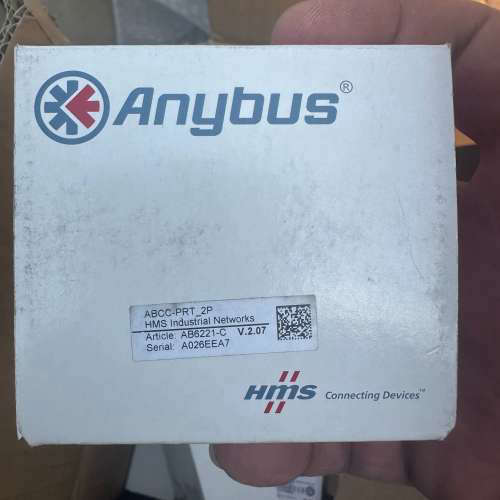 Anybus®
ABCC-PRT_2P
HMS Industrial Networks
Article: AB6221-C V.2.07
Serial: A026EEA7
HMS Connecting Devices™